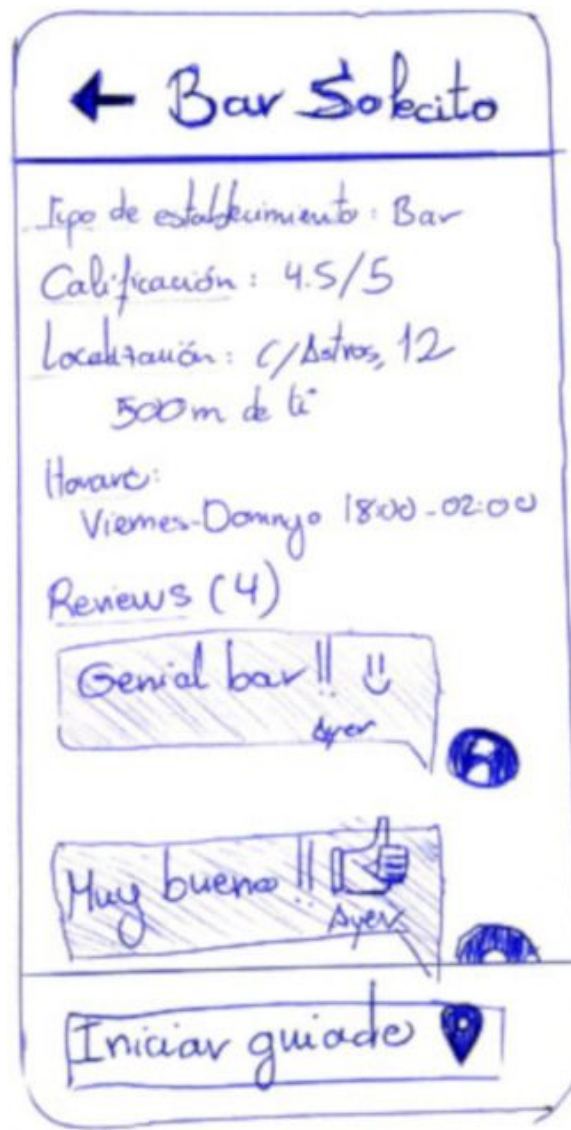 Bar Solecito
Tipo de establecimiento: Bar
Calificación: 4.5/5
Localización: C/Astros, 12
500m de ti
Horario:
Viernes-Domingo 18:00-02:00
Reviews (4)
Genial bar!! :)
Ayer
Muy bueno!!
Ayer
Iniciar guiado